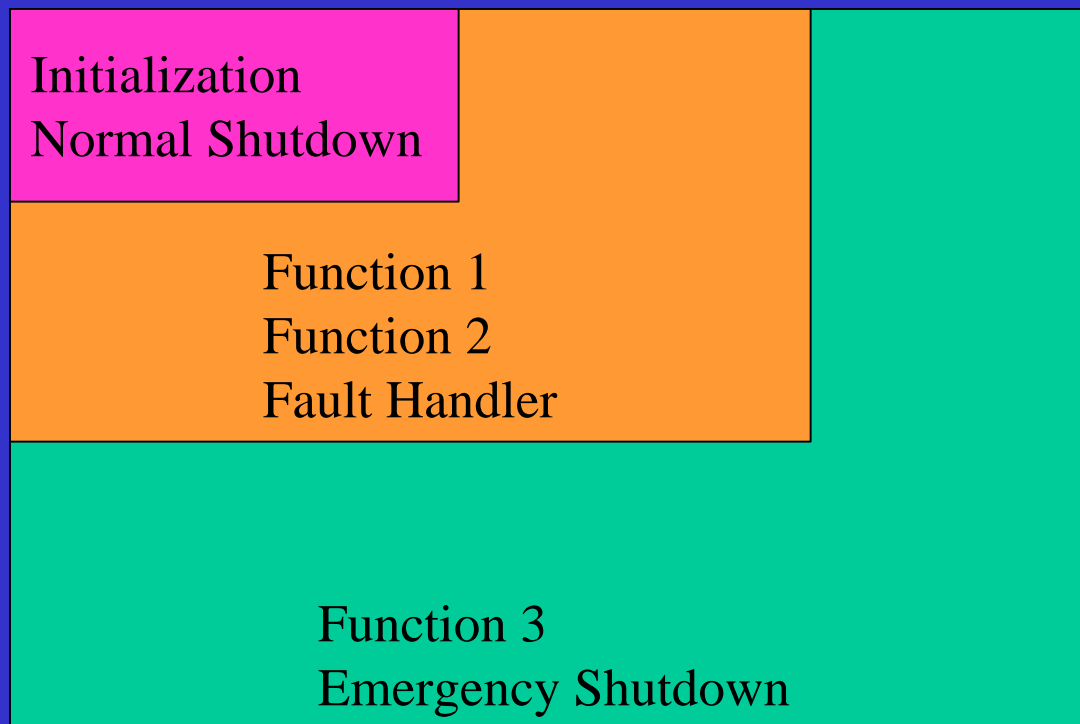 Initialization
Normal Shutdown
Function 1
Function 2
Fault Handler
Function 3
Emergency Shutdown